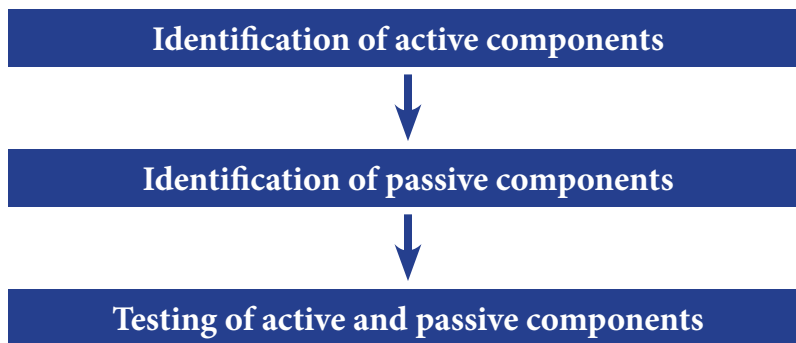 Identification of active components
Identification of passive components
Testing of active and passive components